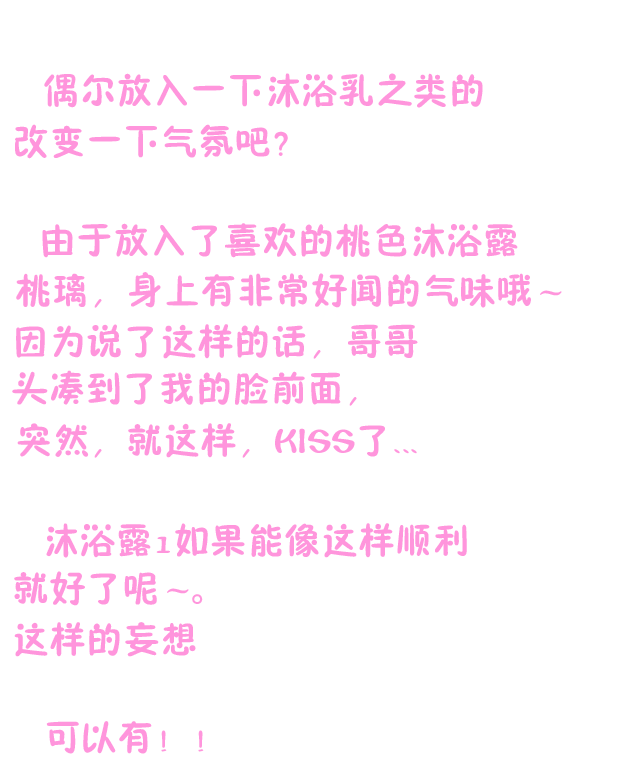 偶尔放入一下沐浴乳之类的
改变一下气氛吧？
由于放入了喜欢的桃色沐浴露
桃璃，身上有非常好闻的气味哦～
因为说了这样的话，哥哥
头凑到了我的脸前面，
突然，就这样，KISS了…
沐浴露1如果能像这样顺利
就好了呢～。
这样的妄想
可以有！！